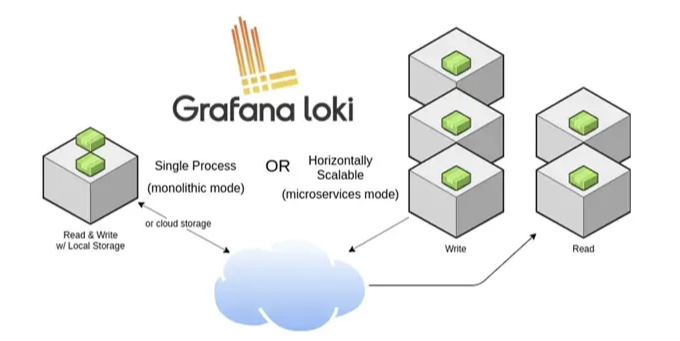 Grafana loki
Single Process
(monolithic mode)
OR
Horizontally
Scalable
(microservices mode)
Read & Write
w/ Local Storage
or cloud storage
Write
Read